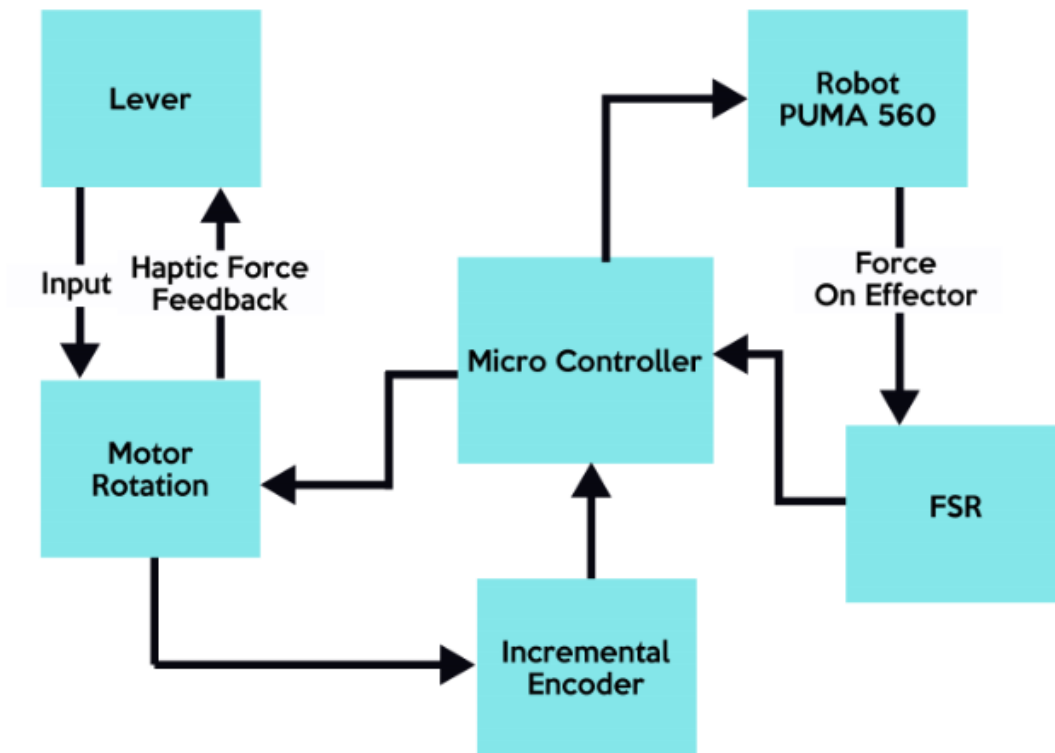 Lever
Robot
PUMA 560
Input
Haptic Force
Feedback
Force
On Effector
Micro Controller
Motor
Rotation
FSR
Incremental
Encoder